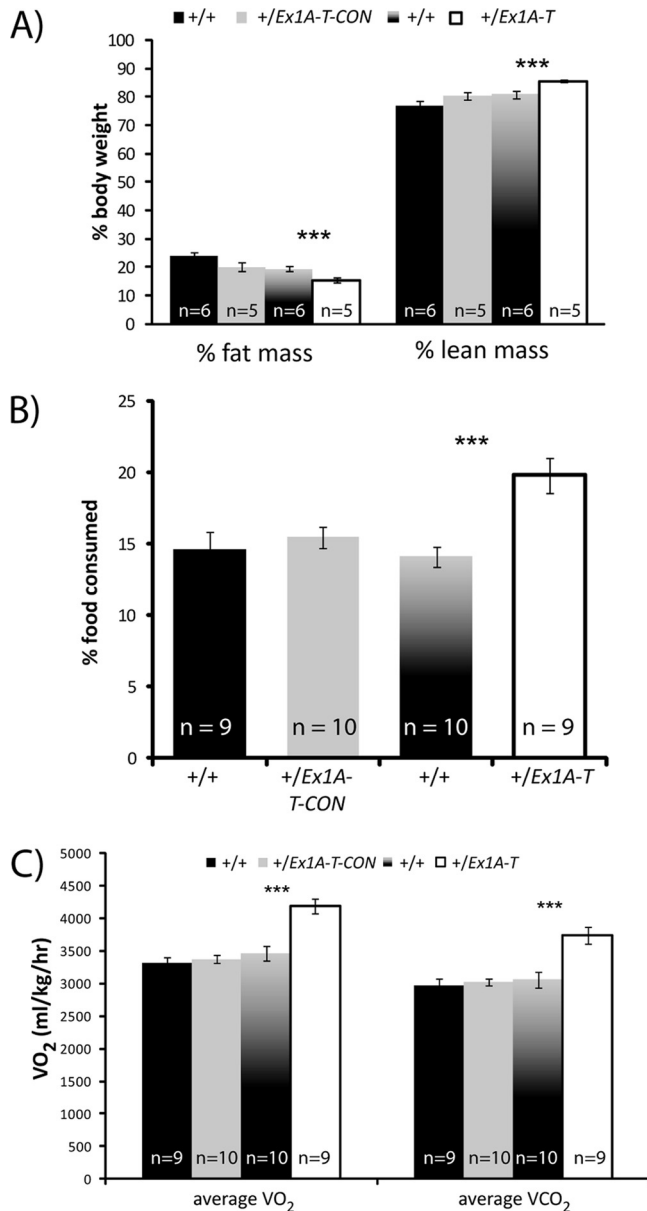 A)
+/+ +/Ex1A-T-CON +/+ +/Ex1A-T
100
90
80
70
60
50
40
30
20
10
0
% body weight
***
***
n=6 n=5 n=6 n=5 n=6 n=5 n=6 n=5
% fat mass % lean mass
B)
25
20
15
10
5
0
% food consumed
***
n = 9 n = 10 n = 10 n = 9
+/+ +/Ex1A- +/+ +/Ex1A-T
T-CON
C)
5000
4500
4000
3500
3000
2500
2000
1500
1000
500
0
VO₂ (ml/kg/hr)
+/+ +/Ex1A-T-CON +/+ +/Ex1A-T
***
***
n=9 n=10 n=10 n=9 n=9 n=10 n=10 n=9
average VO₂ average VCO₂